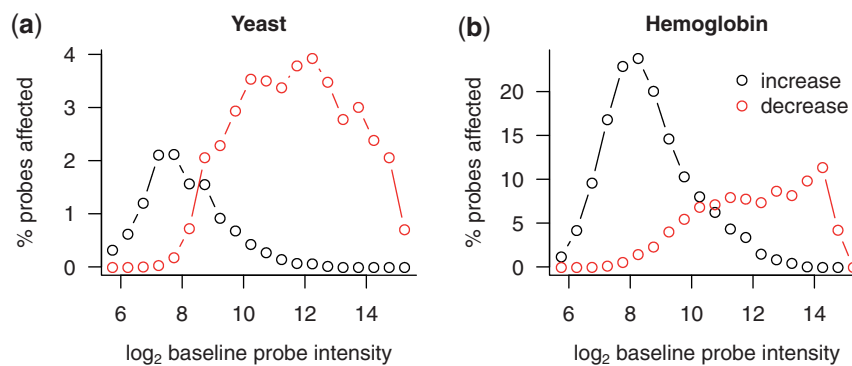 (a) Yeast
% probes affected
4
3
2
1
0
6 8 10 12 14
log2 baseline probe intensity
(b) Hemoglobin
% probes affected
20
15
10
5
0
increase
decrease
6 8 10 12 14
log2 baseline probe intensity